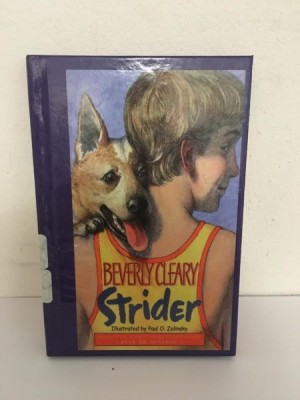 BEVERLY CLEARY
Strider
Illustrated by Paul O. Zelinsky